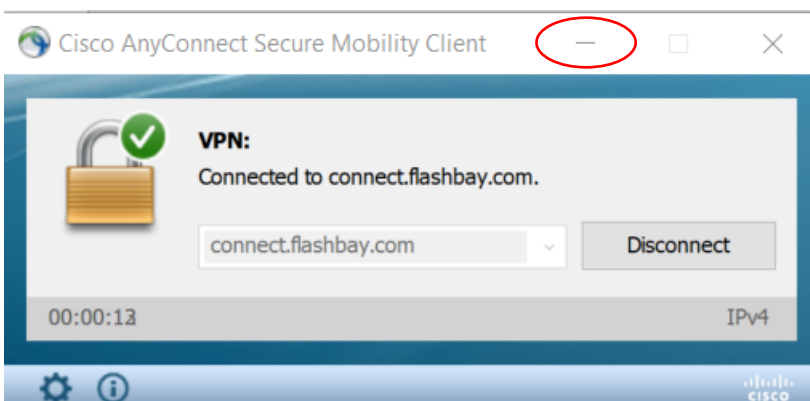 Cisco AnyConnect Secure Mobility Client
VPN:
Connected to connect.flashbay.com.
connect.flashbay.com
Disconnect
IPv4
CISCO